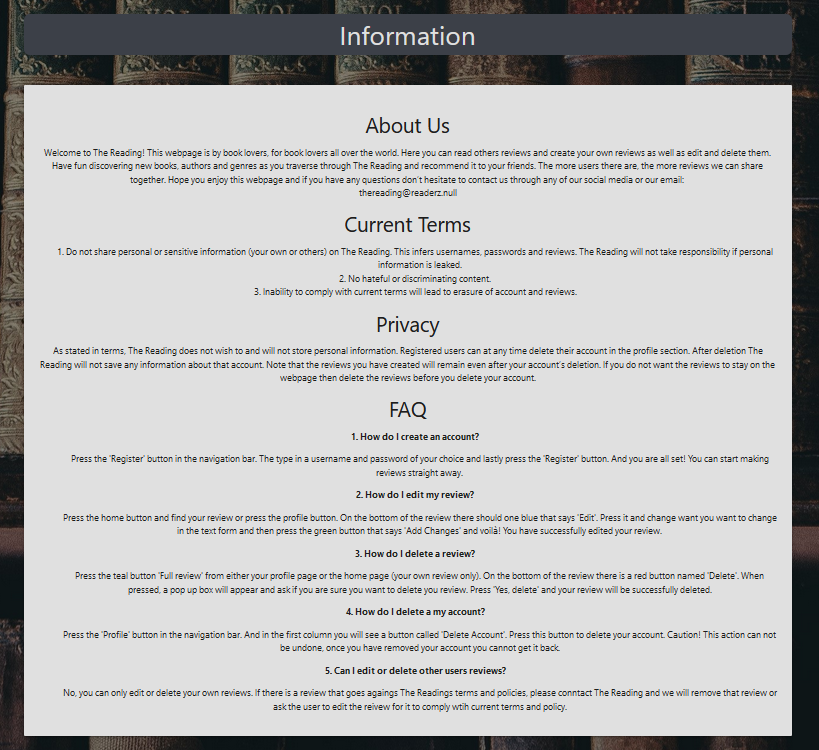 Information
About Us
Welcome to The Reading! This webpage is by book lovers, for book lovers all over the world. Here you can read others reviews and create your own reviews as well as edit and delete them.
Have fun discovering new books, authors and genres as you traverse through The Reading and recommend it to your friends. The more users there are, the more reviews we can share
together. Hope you enjoy this webpage and if you have any questions don't hesitate to contact us through any of our social media or our email:
thereading@readerz.null
Current Terms
1. Do not share personal or sensitive information (your own or others) on The Reading. This infers usernames, passwords and reviews. The Reading will not take responsibility if personal
information is leaked.
2. No hateful or discriminating content.
3. Inability to comply with current terms will lead to erasure of account and reviews.
Privacy
As stated in terms, The Reading does not wish to and will not store personal information. Registered users can at any time delete their account in the profile section. After deletion The
Reading will not save any information about that account. Note that the reviews you have created will remain even after your account's deletion. If you do not want the reviews to stay on the
webpage then delete the reviews before you delete your account.
FAQ
1. How do I create an account?
Press the 'Register' button in the navigation bar. The type in a username and password of your choice and lastly press the 'Register' button. And you are all set! You can start making
reviews straight away.
2. How do I edit my review?
Press the home button and find your review or press the profile button. On the bottom of the review there should one blue that says 'Edit'. Press it and change want you want to change
in the text form and then press the green button that says 'Add Changes' and voilà! You have successfully edited your review.
3. How do I delete a review?
Press the teal button 'Full review' from either your profile page or the home page (your own review only). On the bottom of the review there is a red button named 'Delete'. When
pressed, a pop up box will appear and ask if you are sure you want to delete you review. Press 'Yes, delete' and your review will be successfully deleted.
4. How do I delete a my account?
Press the 'Profile' button in the navigation bar. And in the first column you will see a button called 'Delete Account'. Press this button to delete your account. Caution! This action can not
be undone, once you have removed your account you cannot get it back.
5. Can I edit or delete other users reviews?
No, you can only edit or delete your own reviews. If there is a review that goes agaings The Readings terms and policies, please conntact The Reading and we will remove that review or
ask the user to edit the reivew for it to comply wtih current terms and policy.